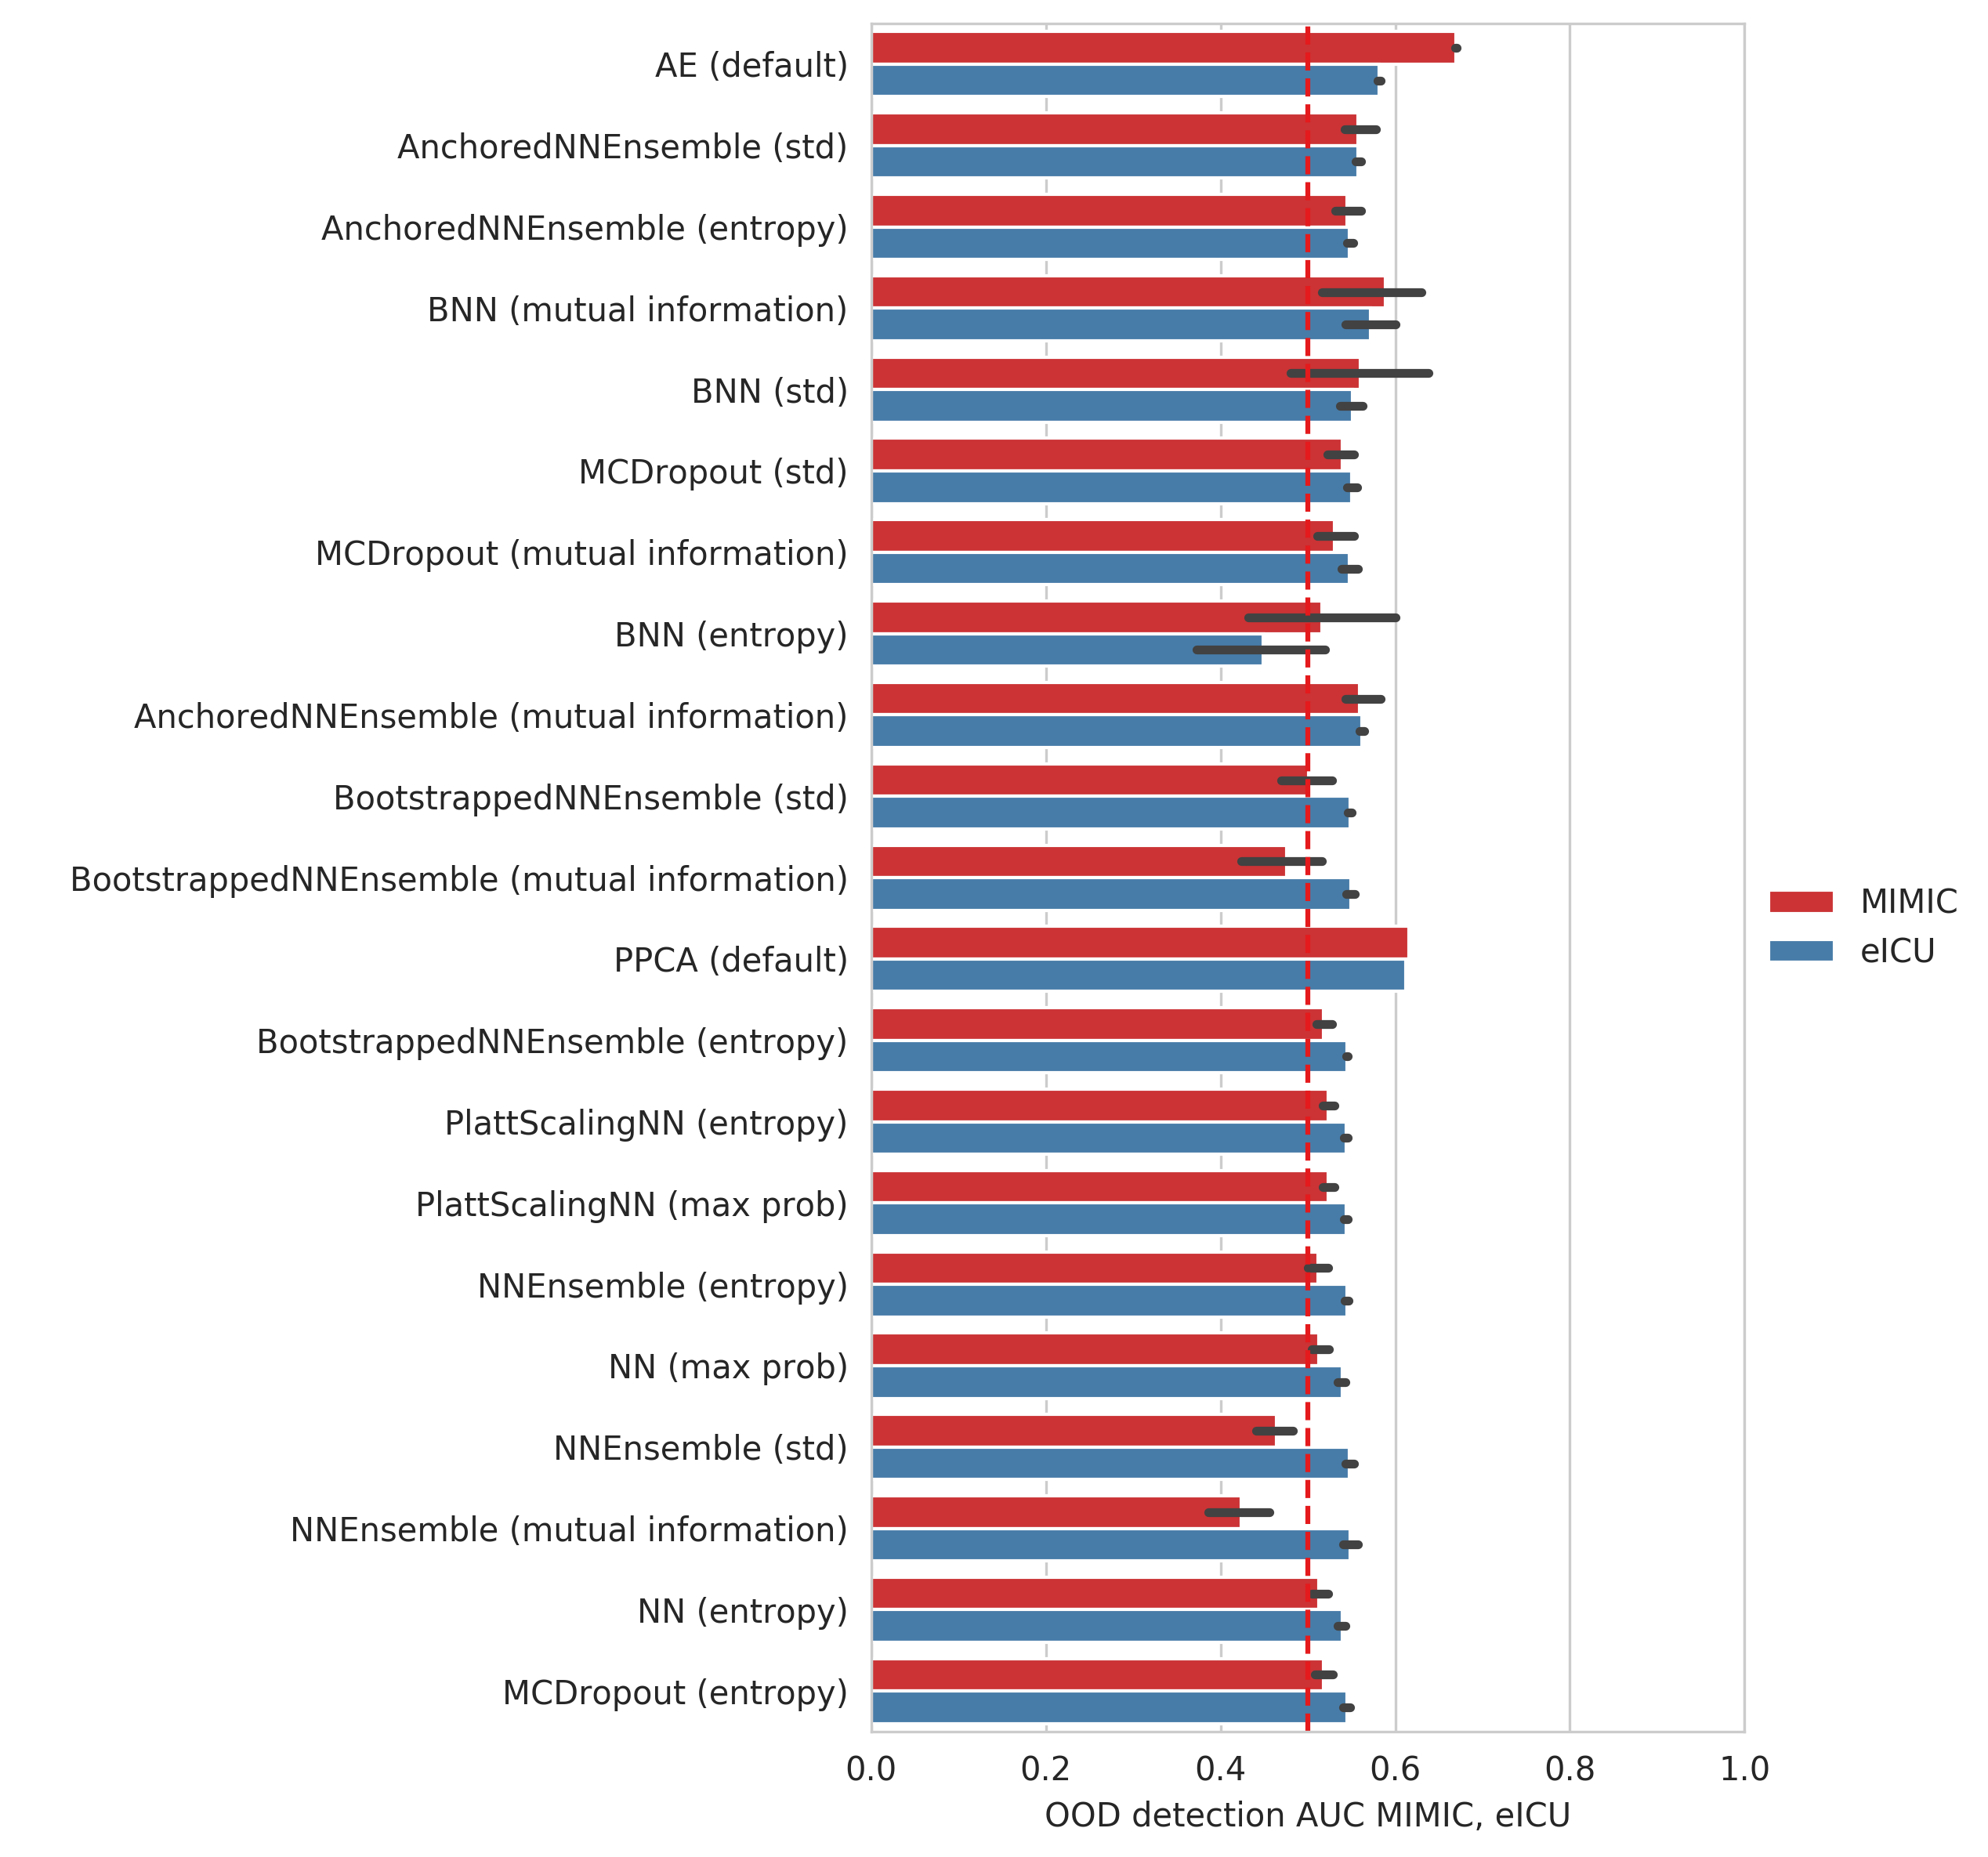 AE (default)
AnchoredNNEnsemble (std)
AnchoredNNEnsemble (entropy)
BNN (mutual information)
BNN (std)
MCDropout (std)
MCDropout (mutual information)
BNN (entropy)
AnchoredNNEnsemble (mutual information)
BootstrappedNNEnsemble (std)
BootstrappedNNEnsemble (mutual information)
PPCA (default)
BootstrappedNNEnsemble (entropy)
PlattScalingNN (entropy)
PlattScalingNN (max prob)
NNEnsemble (entropy)
NN (max prob)
NNEnsemble (std)
NNEnsemble (mutual information)
NN (entropy)
MCDropout (entropy)
0.0 0.2 0.4 0.6 0.8 1.0
OOD detection AUC MIMIC, eICU
MIMIC
eICU